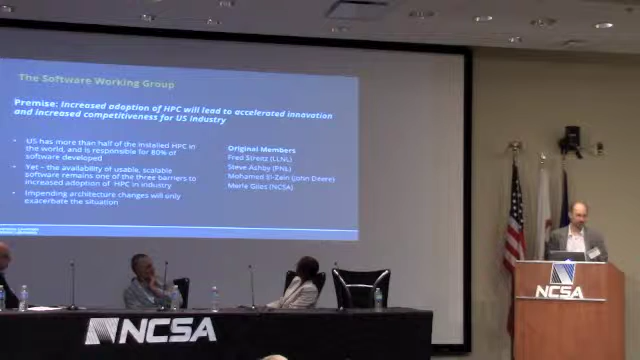 The Software Working Group
Premise: Increased adoption of HPC will lead to accelerated innovation
and increased competitiveness for US industry
• US has more than half of the installed HPC in
the world, and is responsible for 80% of
software developed
• Yet – the availability of usable, scalable
software remains one of the three barriers to
increased adoption of HPC in industry
• Impending architecture changes will only
exacerbate the situation
Original Members
Fred Streitz (LLNL)
Steve Ashby (PNL)
Mohamed El-Zein (John Deere)
Merle Giles (NCSA)
NCSA
NCSA